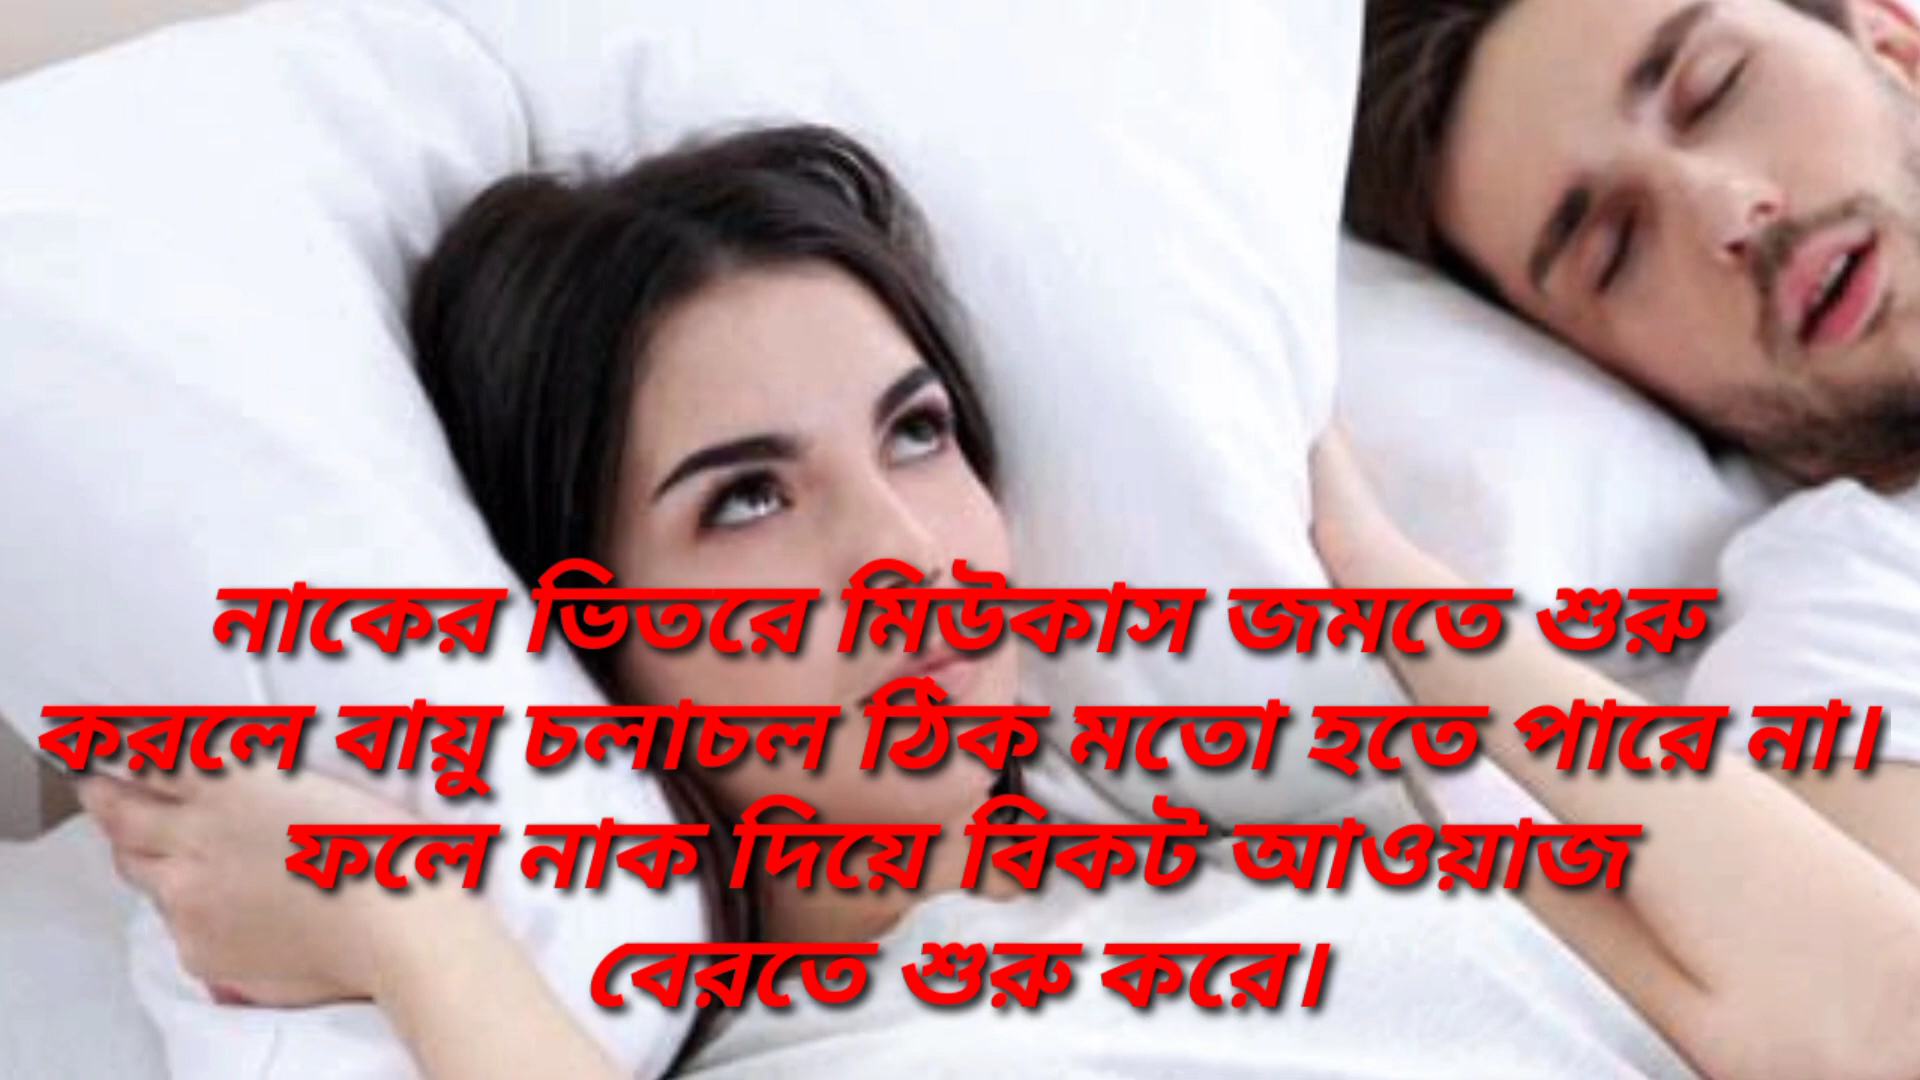 নাকের ভিতরে মিউকাস জমতে শুরু
করলে বায়ু চলাচল ঠিক মতো হতে পারে না।
ফলে নাক দিয়ে বিকট আওয়াজ
বেরতে শুরু করে।